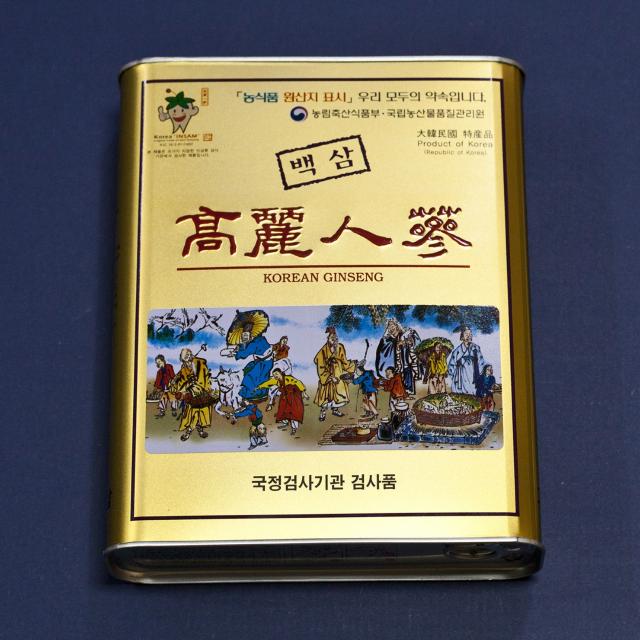 「농식품 원산지 표시」 우리 모두의 약속입니다.
농림축산식품부·국립농산물품질관리원
Korea "INSAM"
大韓民國 特産品
Product of Korea
(Republic of Korea)
백삼
高麗人蔘
KOREAN GINSENG
국정검사기관 검사품